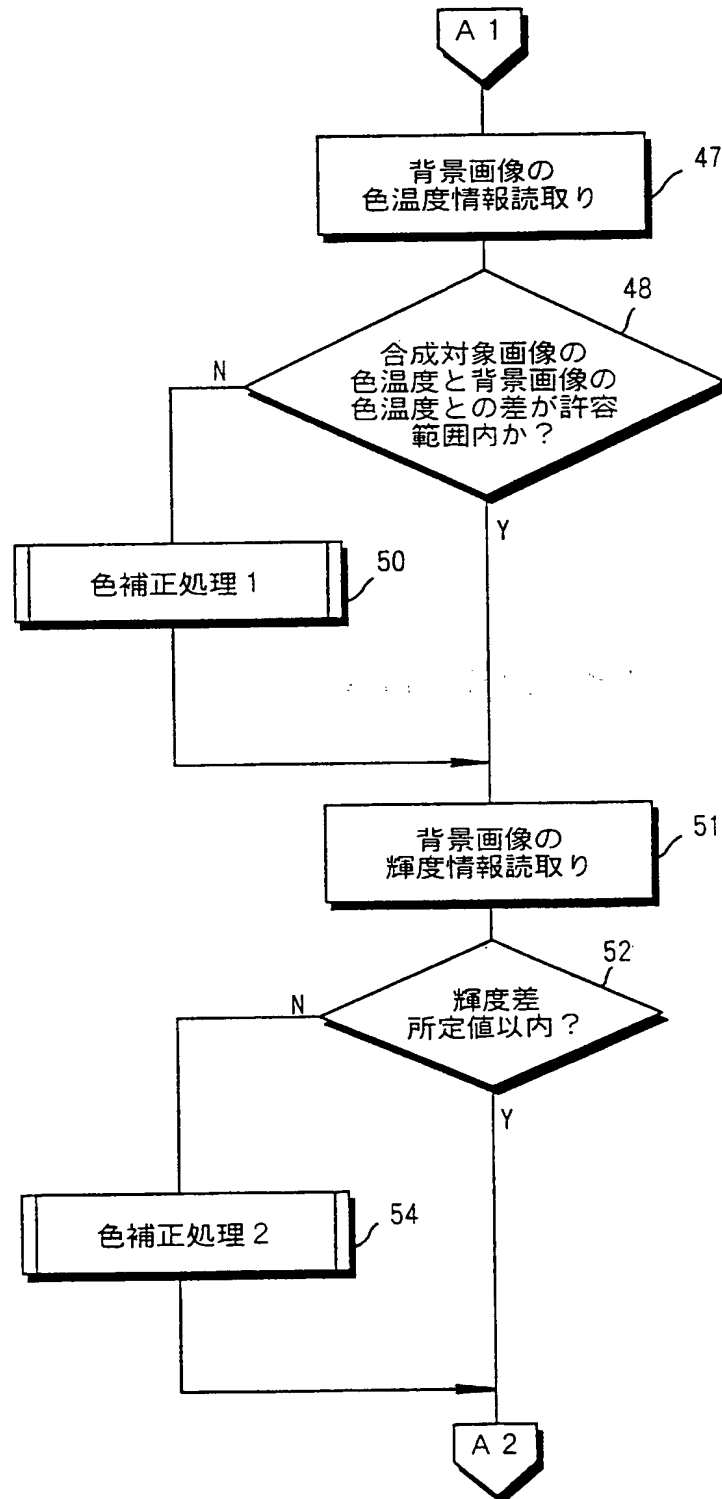 A 1
背景画像の
色温度情報読取り
47
48
合成対象画像の
色温度と背景画像の
色温度との差が許容
範囲内か？
N
Y
色補正処理 1
50
背景画像の
輝度情報読取り
51
52
輝度差
所定値以内？
N
Y
色補正処理 2
54
A 2